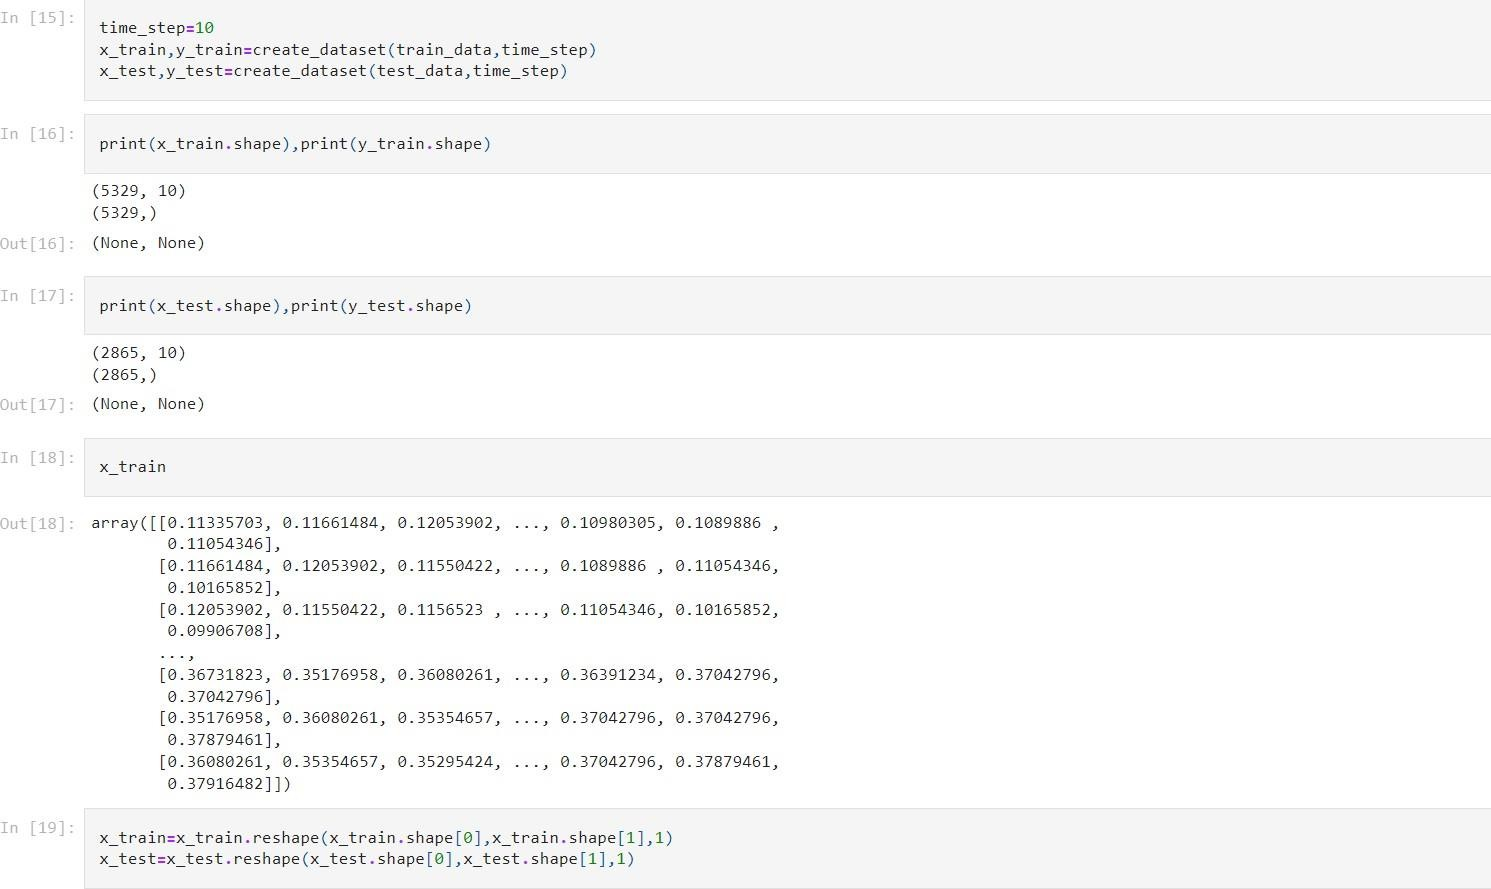 In [15]:
time_step=10
x_train,y_train=create_dataset(train_data,time_step)
x_test,y_test=create_dataset(test_data,time_step)
In [16]:
print(x_train.shape),print(y_train.shape)
(5329, 10)
(5329,)
Out[16]: (None, None)
In [17]:
print(x_test.shape),print(y_test.shape)
(2865, 10)
(2865,)
Out[17]: (None, None)
In [18]:
x_train
Out[18]: array([[0.11335703, 0.11661484, 0.12053902, ..., 0.10980305, 0.1089886 ,
0.11054346],
[0.11661484, 0.12053902, 0.11550422, ..., 0.1089886 , 0.11054346,
0.10165852],
[0.12053902, 0.11550422, 0.1156523 , ..., 0.11054346, 0.10165852,
0.09906708],
...,
[0.36731823, 0.35176958, 0.36080261, ..., 0.36391234, 0.37042796,
0.37042796],
[0.35176958, 0.36080261, 0.35354657, ..., 0.37042796, 0.37042796,
0.37879461],
[0.36080261, 0.35354657, 0.35295424, ..., 0.37042796, 0.37879461,
0.37916482]])
In [19]:
x_train=x_train.reshape(x_train.shape[0],x_train.shape[1],1)
x_test=x_test.reshape(x_test.shape[0],x_test.shape[1],1)